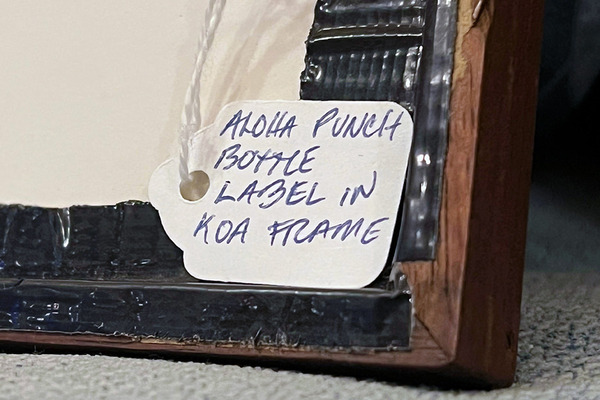 ALOHA PUNCH
BOTTLE
LABEL IN
KOA FRAME